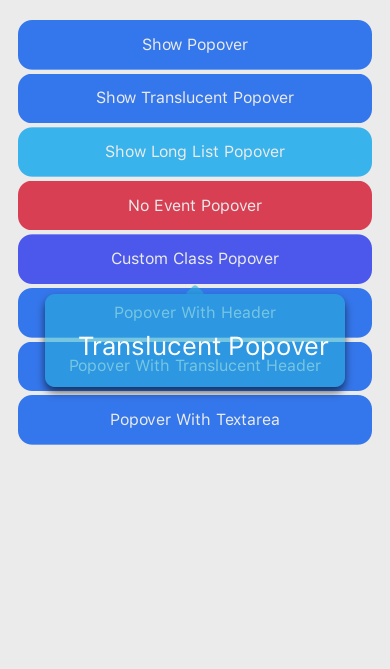 Show Popover
Show Translucent Popover
Show Long List Popover
No Event Popover
Custom Class Popover
Popover With Header
Translucent Popover
Popover With Translucent Header
Popover With Textarea